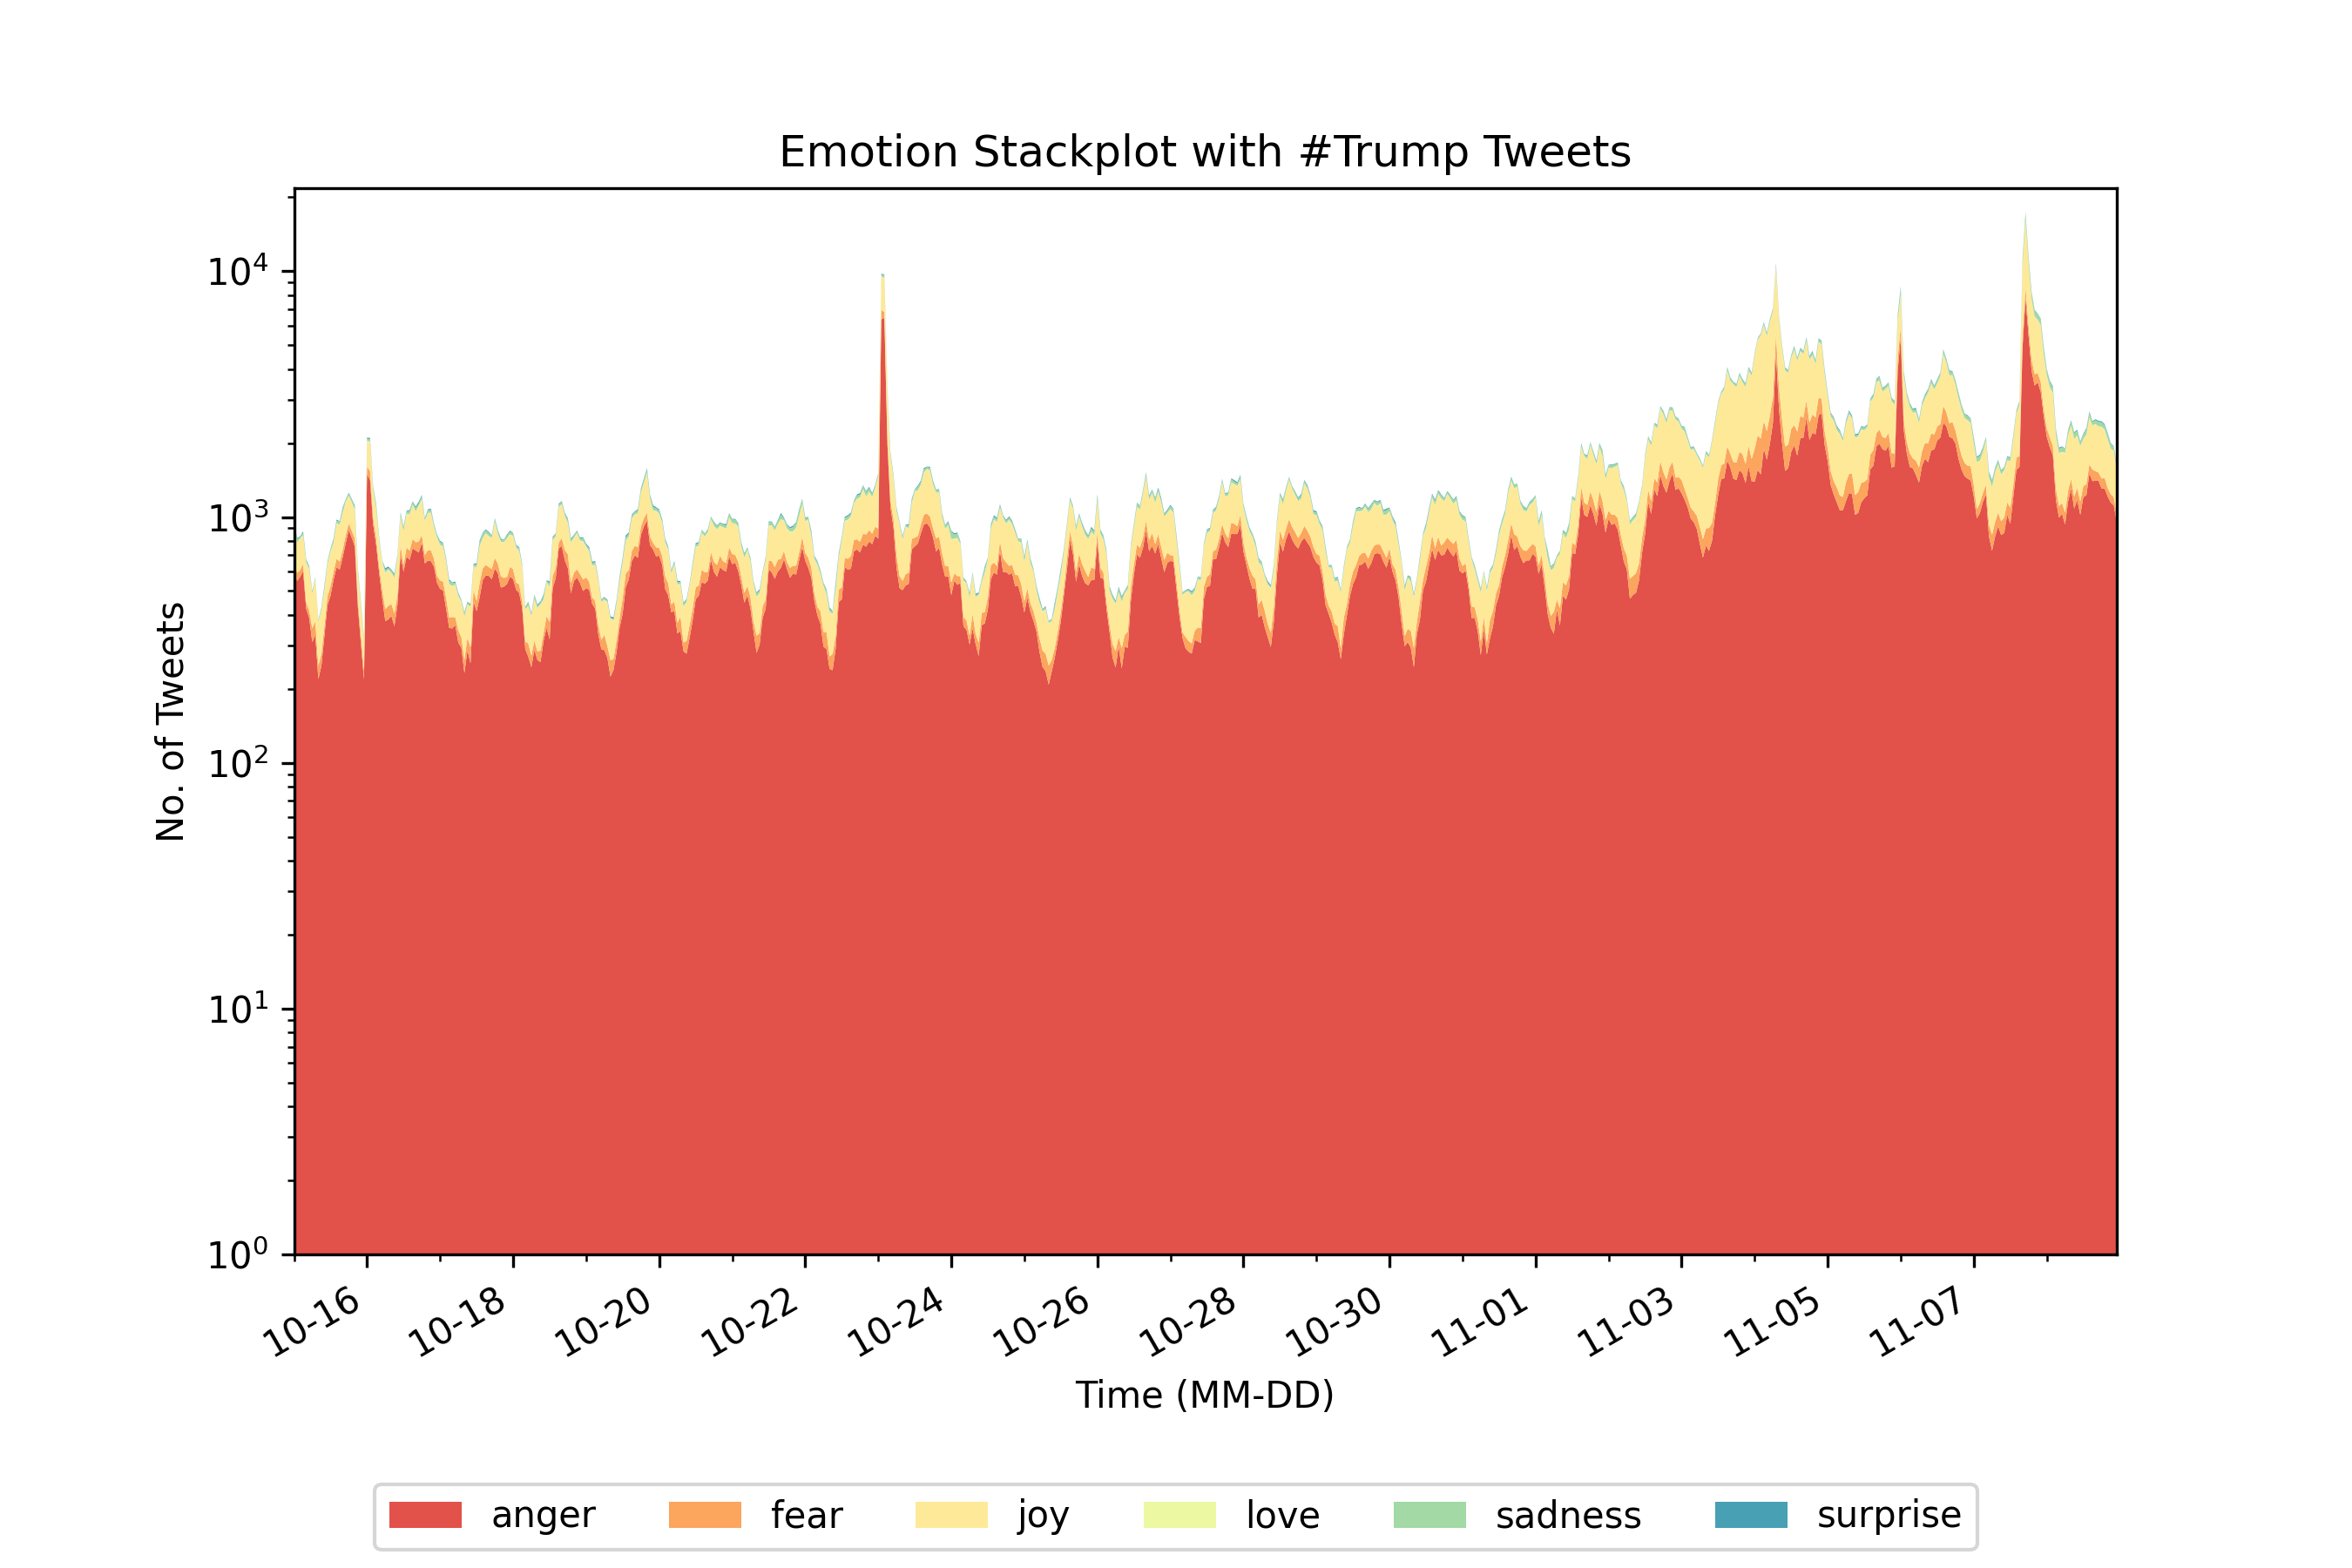 Emotion Stackplot with #Trump Tweets
No. of Tweets
10⁴
10³
10²
10¹
10⁰
10-16 10-18 10-20 10-22 10-24 10-26 10-28 10-30 11-01 11-03 11-05 11-07
Time (MM-DD)
anger fear joy love sadness surprise